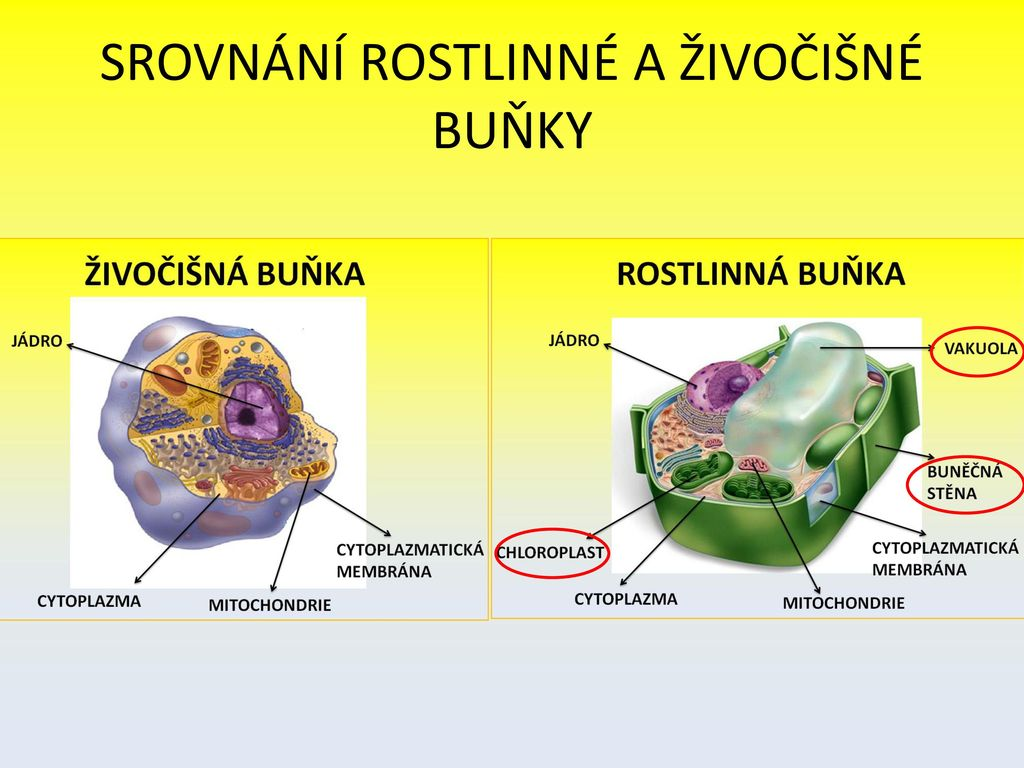 SROVNÁNÍ ROSTLINNÉ A ŽIVOČIŠNÉ
BUŇKY
ŽIVOČIŠNÁ BUŇKA
JÁDRO
CYTOPLAZMATICKÁ
MEMBRÁNA
CYTOPLAZMA
MITOCHONDRIE
ROSTLINNÁ BUŇKA
JÁDRO
VAKUOLA
BUNĚČNÁ
STĚNA
CHLOROPLAST
CYTOPLAZMATICKÁ
MEMBRÁNA
CYTOPLAZMA
MITOCHONDRIE